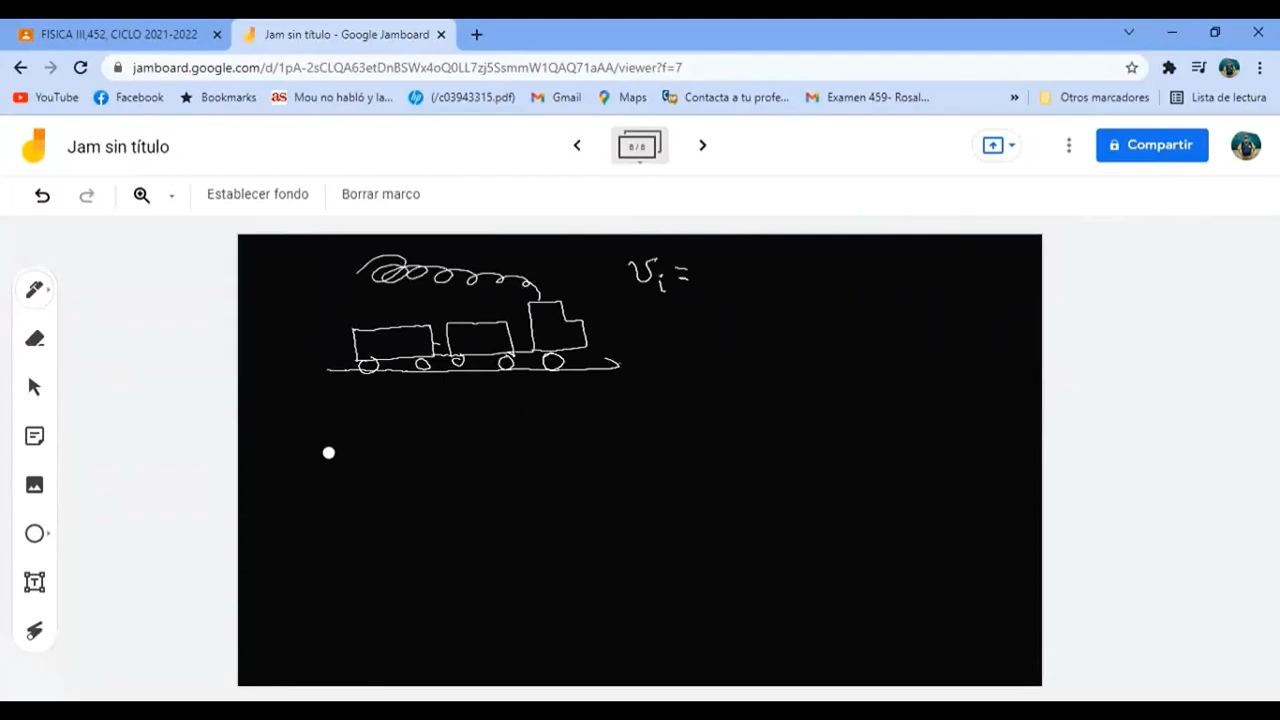 FISICA III,452, CICLO 2021-2022
Jam sin título - Google Jamboard
jamboard.google.com/d/1pA-2sCLQA63etDnBSWx4oQ0LL7zj5SsmmW1QAQ71aAA/viewer?f=7
YouTube
Facebook
Bookmarks
as Mou no habló y la...
(/c03943315.pdf)
Gmail
Maps
Contacta a tu profe...
Examen 459- Rosal...
»
Otros marcadores
Lista de lectura
Jam sin título
8 / 8
Compartir
Establecer fondo
Borrar marco
vᵢ =